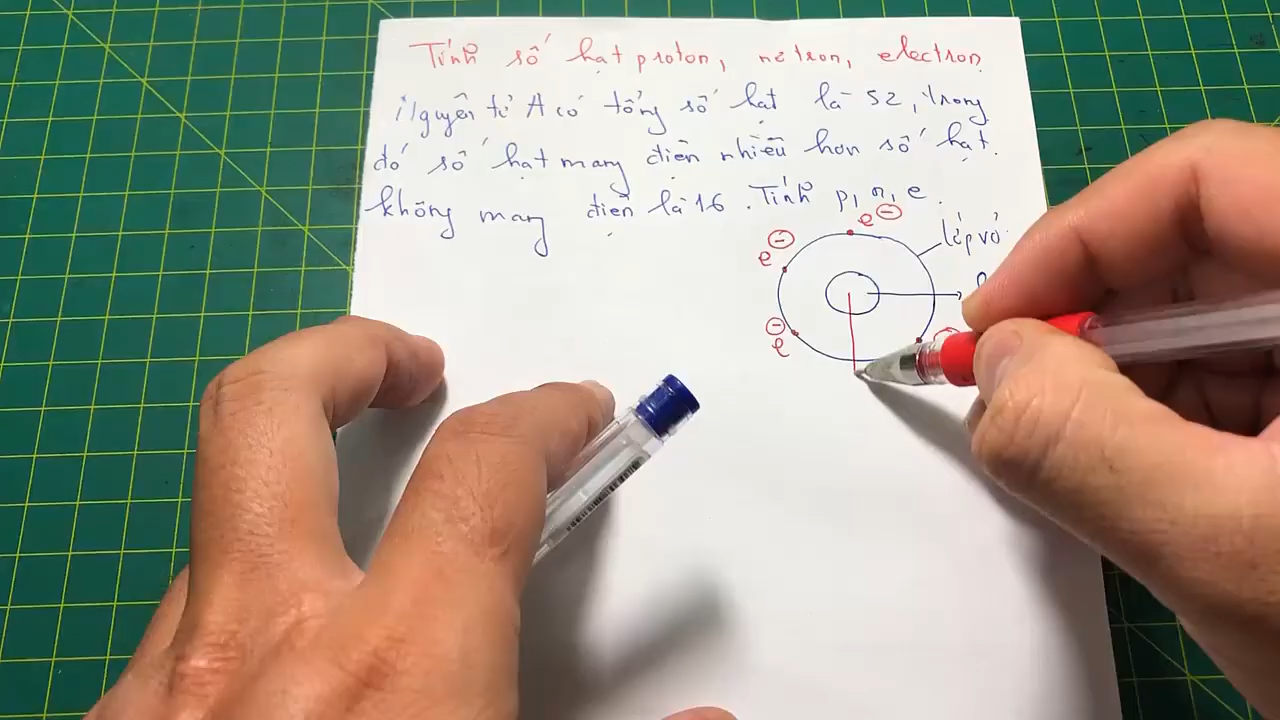 Tính số hạt proton, nơtron, electron
Nguyên tử A có tổng số hạt là 52, trong
đó số hạt mang điện nhiều hơn số hạt
không mang điện là 16. Tính p, n, e.
e⊖
e⊖
lớp vỏ
⊖
e